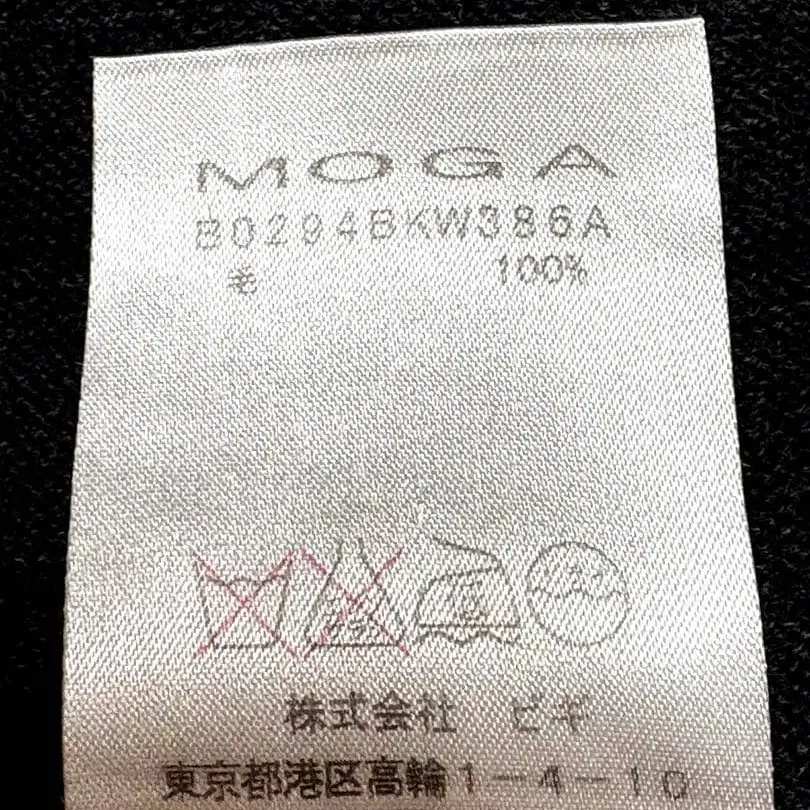 MOGA
B0294BKW386A
毛 100%
株式会社 ビギ
東京都港区高輪1-4-10